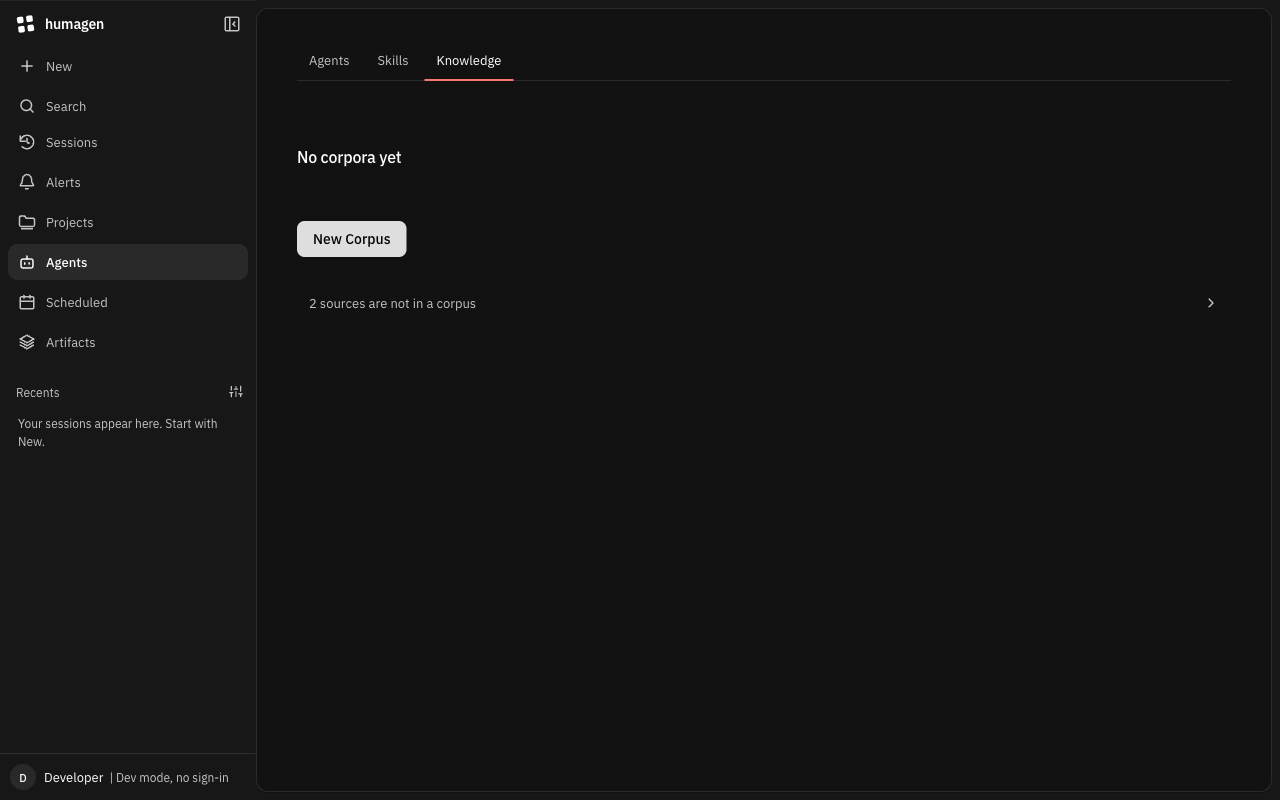 humagen
New
Search
Sessions
Alerts
Projects
Agents
Scheduled
Artifacts
Recents
Your sessions appear here. Start with
New.
D
Developer | Dev mode, no sign-in
Agents
Skills
Knowledge
No corpora yet
New Corpus
2 sources are not in a corpus